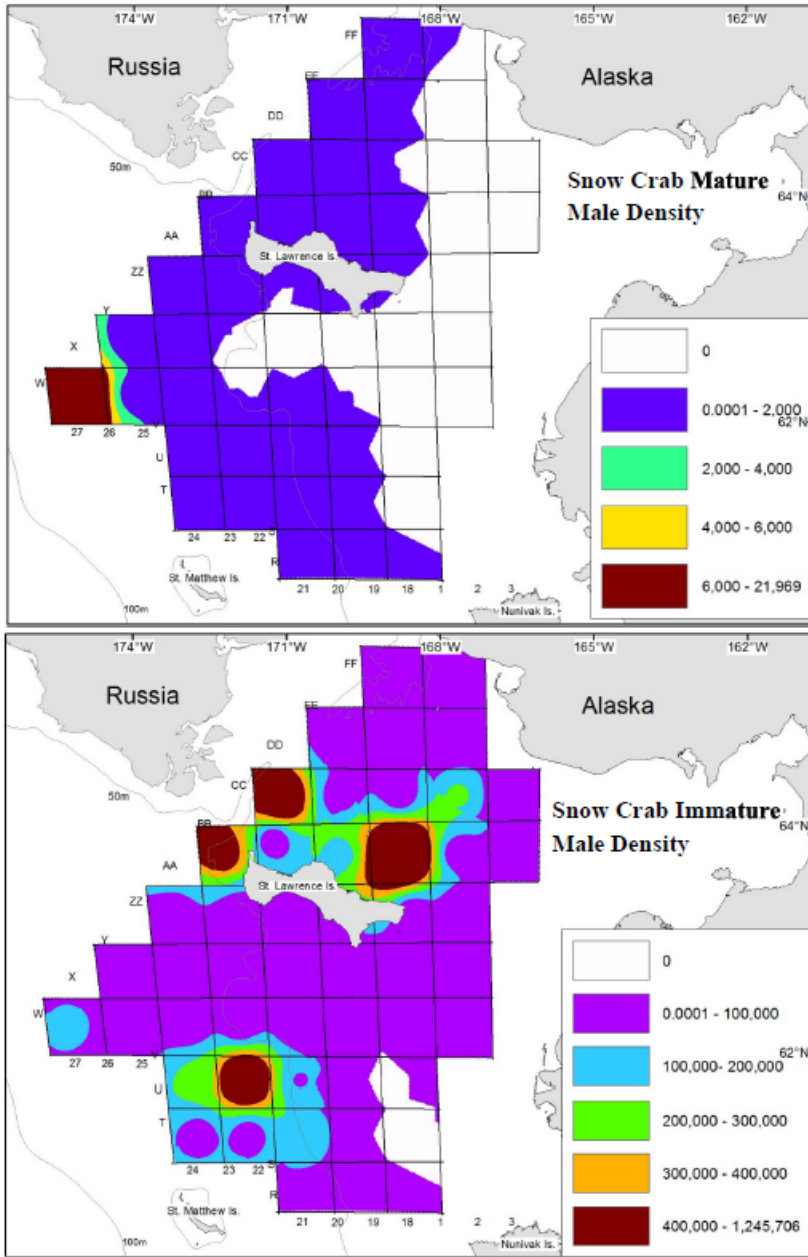 174°W 171°W 168°W 165°W 162°W
FF
Russia
Alaska
EE
DD
CC
50m
Snow Crab Mature
Male Density
64°N
BB
AA
St. Lawrence Is.
ZZ
Y
X
W
0
0.0001 - 2,000
62°N
27 26 25 V
U
2,000 - 4,000
T
4,000 - 6,000
24 23 22 S
R
St. Matthew Is.
6,000 - 21,969
21 20 19 18 1 2 3
100m
Nunivak Is.
174°W 171°W 168°W 165°W 162°W
FF
Russia
Alaska
EE
DD
CC
50m
Snow Crab Immature
Male Density
64°N
BB
AA
St. Lawrence Is.
ZZ
Y
X
W
0
0.0001 - 100,000
27 26 25 V
62°N
100,000- 200,000
U
T
200,000 - 300,000
24 23 22 S
300,000 - 400,000
R
St. Matthew Is.
400,000 - 1,245,706
21 20 19 18 1 2 3
100m
Nunivak Is.